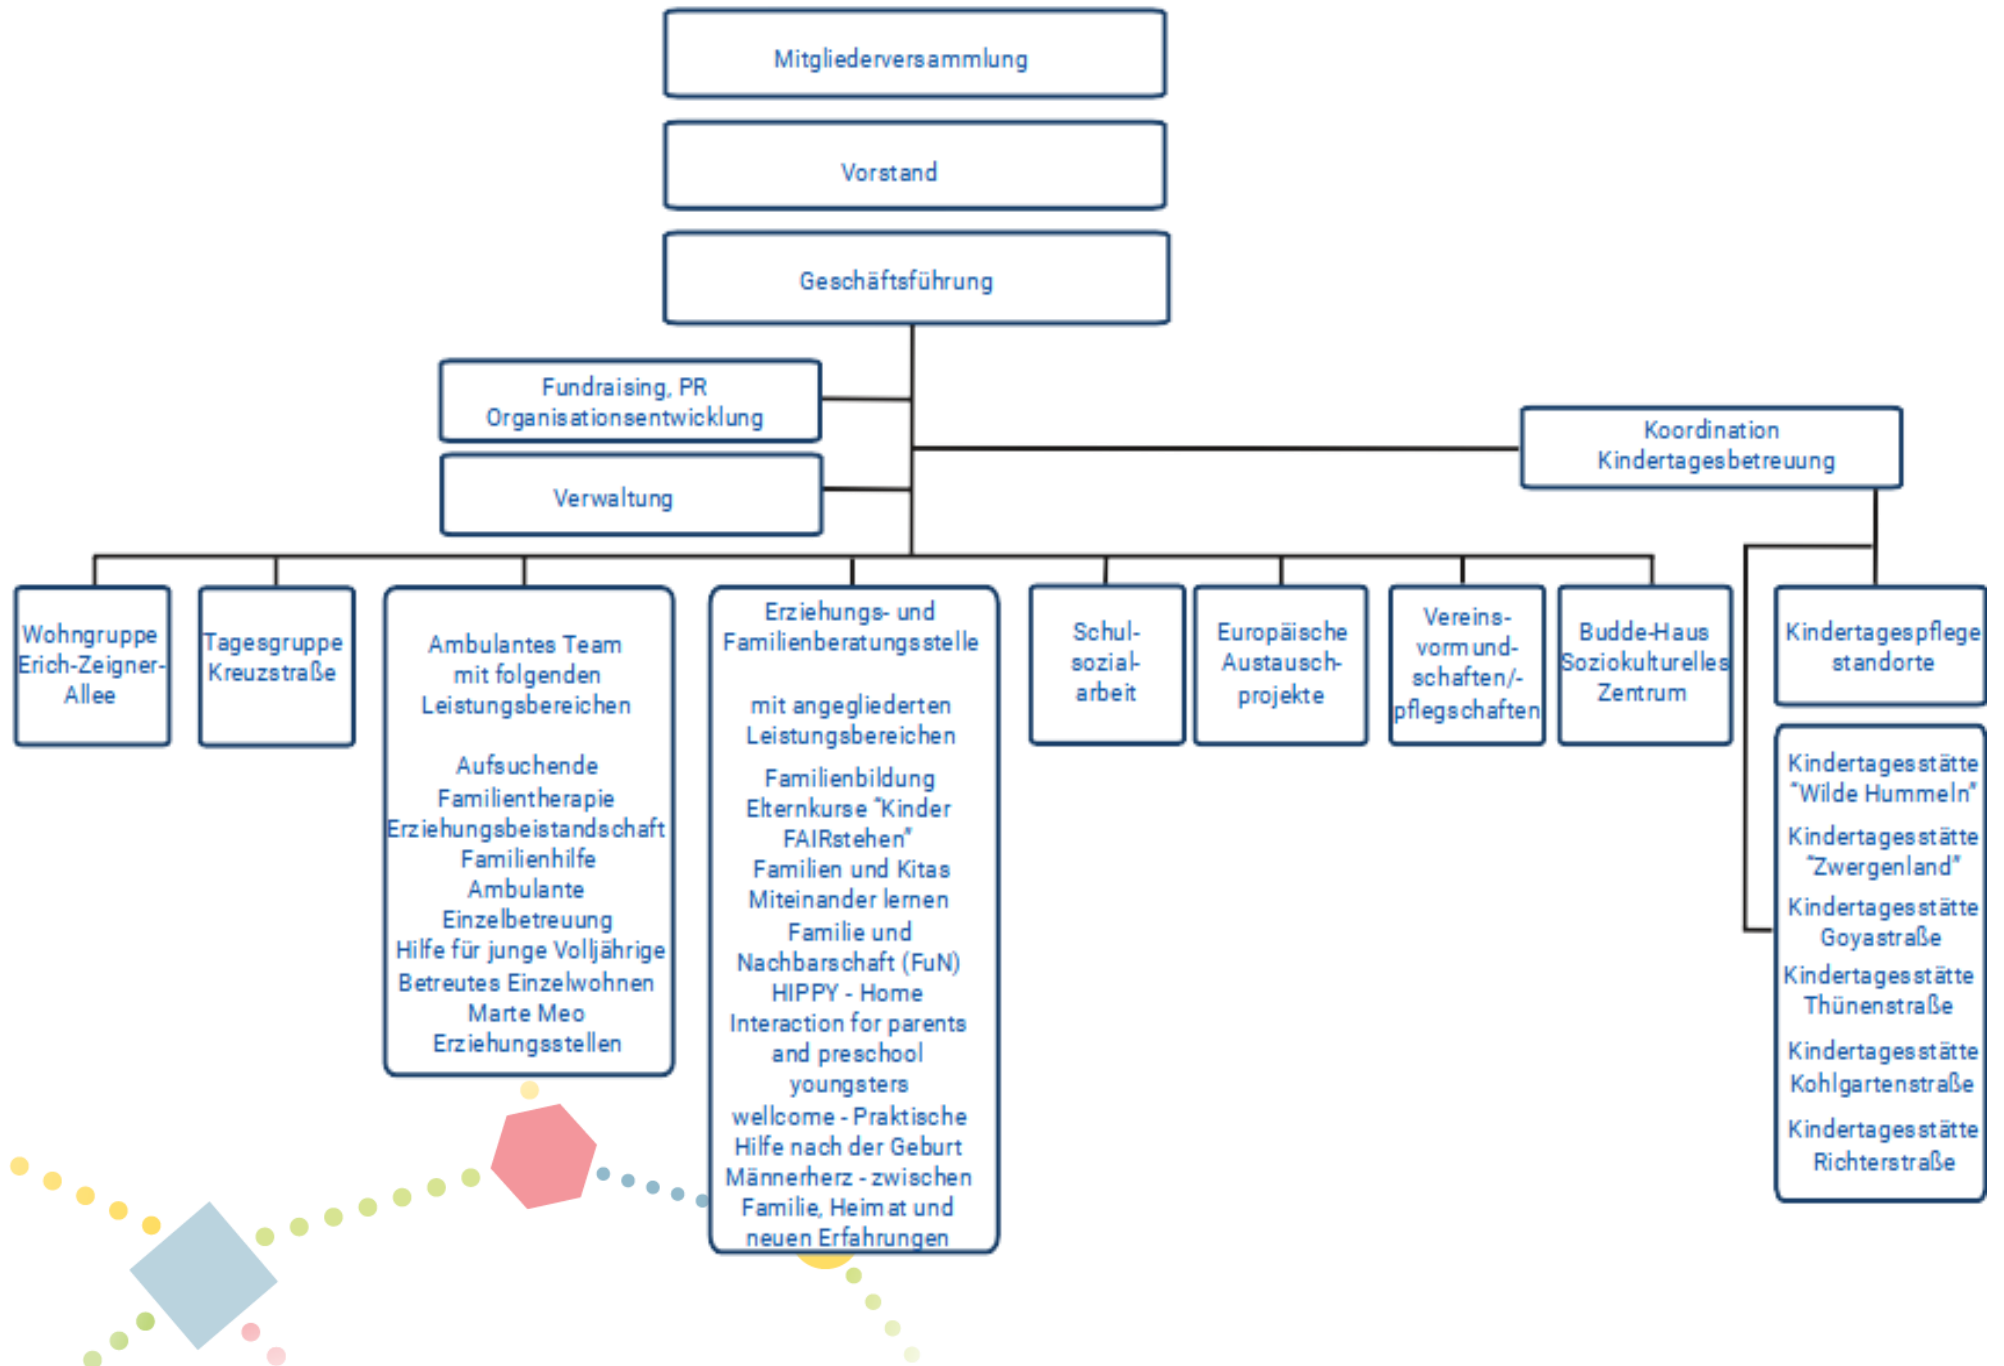 Mitgliederversammlung
Vorstand
Geschäftsführung
Fundraising, PR
Organisationsentwicklung
Verwaltung
Koordination
Kindertagesbetreuung
Wohngruppe
Erich-Zeigner-
Allee
Tagesgruppe
Kreuzstraße
Ambulantes Team
mit folgenden
Leistungsbereichen
Aufsuchende
Familientherapie
Erziehungsbeistandschaft
Familienhilfe
Ambulante
Einzelbetreuung
Hilfe für junge Volljährige
Betreutes Einzelwohnen
Marte Meo
Erziehungsstellen
Erziehungs- und
Familienberatungsstelle
mit angegliederten
Leistungsbereichen
Familienbildung
Elternkurse "Kinder
FAIRstehen"
Familien und Kitas
Miteinander lernen
Familie und
Nachbarschaft (FuN)
HIPPY - Home
Interaction for parents
and preschool
youngsters
wellcome - Praktische
Hilfe nach der Geburt
Männerherz - zwischen
Familie, Heimat und
neuen Erfahrungen
Schul-
sozial-
arbeit
Europäische
Austausch-
projekte
Vereins-
vormund-
schaften/-
pflegschaften
Budde-Haus
Soziokulturelles
Zentrum
Kindertagespflege
standorte
Kindertagesstätte
"Wilde Hummeln"
Kindertagesstätte
"Zwergenland"
Kindertagesstätte
Goyastraße
Kindertagesstätte
Thünenstraße
Kindertagesstätte
Kohlgartenstraße
Kindertagesstätte
Richterstraße